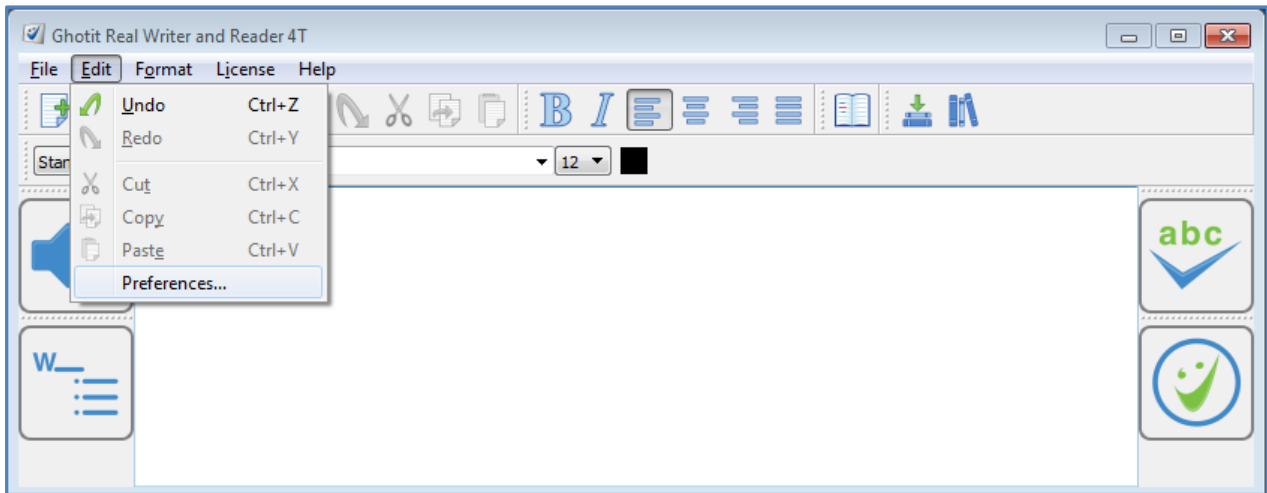 Ghotit Real Writer and Reader 4T
File Edit Format License Help
Undo Ctrl+Z
Redo Ctrl+Y
Star 12
Cut Ctrl+X
Copy Ctrl+C
Paste Ctrl+V
Preferences...
abc
W
B I